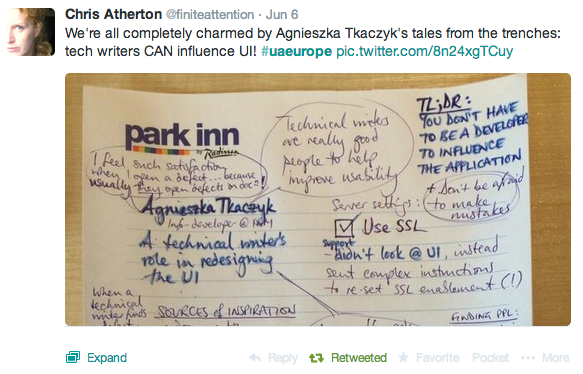 Chris Atherton @finiteattention · Jun 6
We're all completely charmed by Agnieszka Tkaczyk's tales from the trenches:
tech writers CAN influence UI! #uaeurope pic.twitter.com/8n24xgTCuy
park inn
by Radisson
I feel such satisfaction
when I open a defect... because
usually they open defects on doc=!
Technical writers
are really good
people to help
improve usability
TL;DR:
YOU DON'T HAVE
TO BE A DEVELOPER
TO INFLUENCE
THE APPLICATION
+ Don't be afraid
to make
mistakes
Agnieszka Tkaczyk
Info-developer @ IBM
A technical writer's
role in redesigning
the UI
Server settings:
Use SSL
support
- didn't look @ UI, instead
sent complex instructions
to re-set SSL enablement (!)
When a
technical
writer finds
SOURCES OF INSPIRATION
FINDING PPL:
Expand
Reply
Retweeted
Favorite
Pocket
More